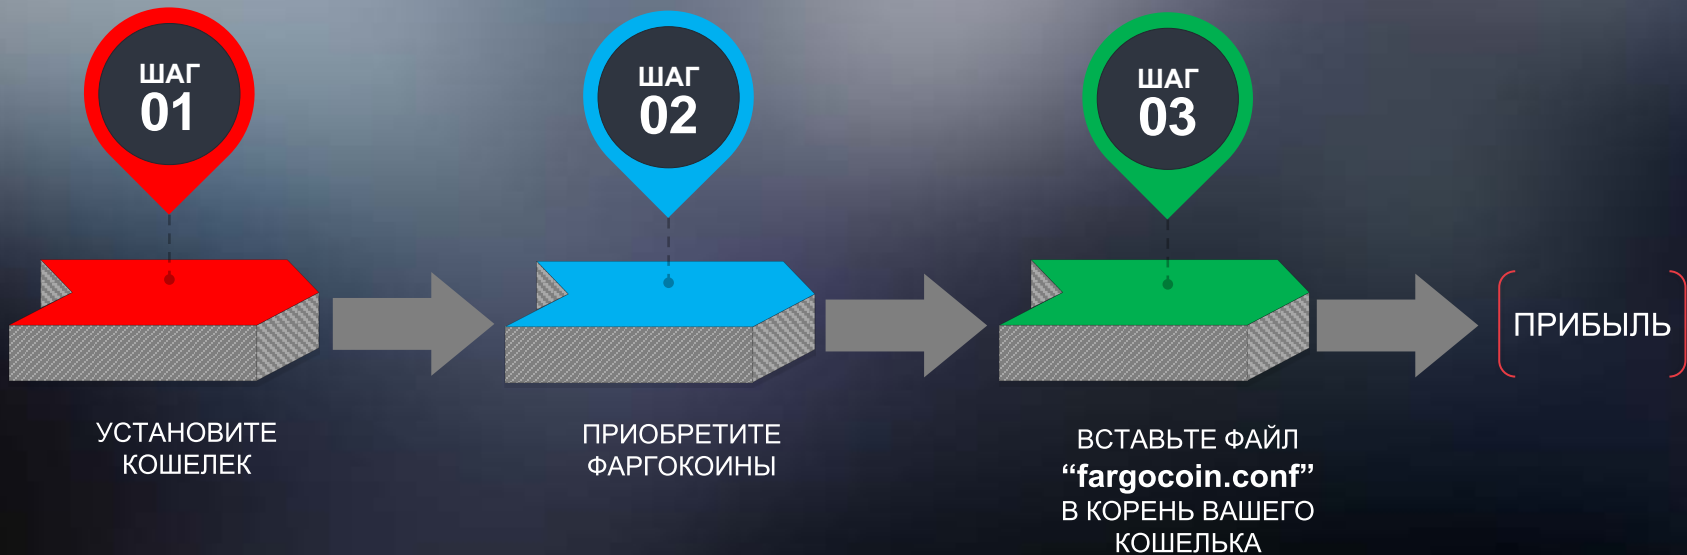 ШАГ
01
ШАГ
02
ШАГ
03
ПРИБЫЛЬ
УСТАНОВИТЕ
КОШЕЛЕК
ПРИОБРЕТИТЕ
ФАРГОКОИНЫ
ВСТАВЬТЕ ФАЙЛ
“fargocoin.conf”
В КОРЕНЬ ВАШЕГО
КОШЕЛЬКА